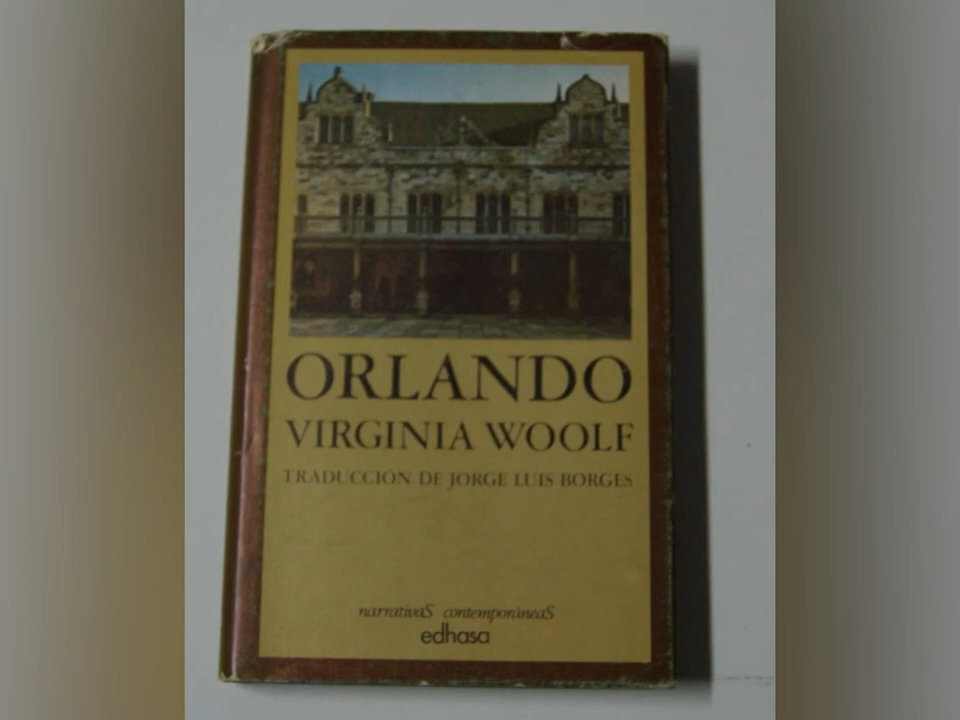 ORLANDO
VIRGINIA WOOLF
TRADUCCIÓN DE JORGE LUIS BORGES
narrativaS contemporáneaS
edhasa